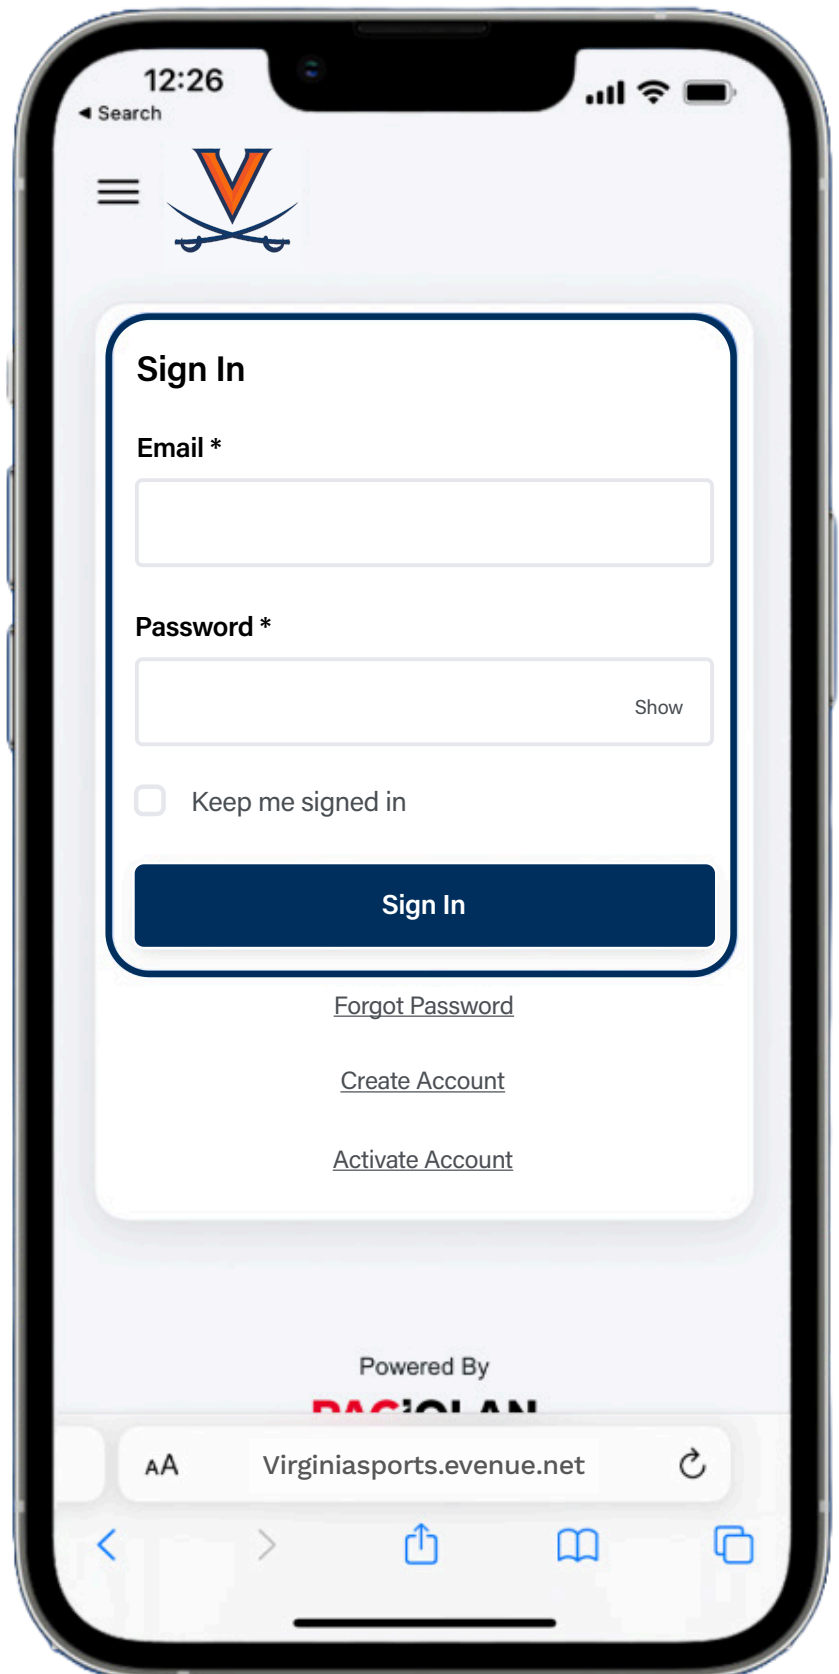 12:26
◀ Search
V
Sign In
Email *
Password *
Show
Keep me signed in
Sign In
Forgot Password
Create Account
Activate Account
Powered By
PACIOLAN
AA
Virginiasports.evenue.net